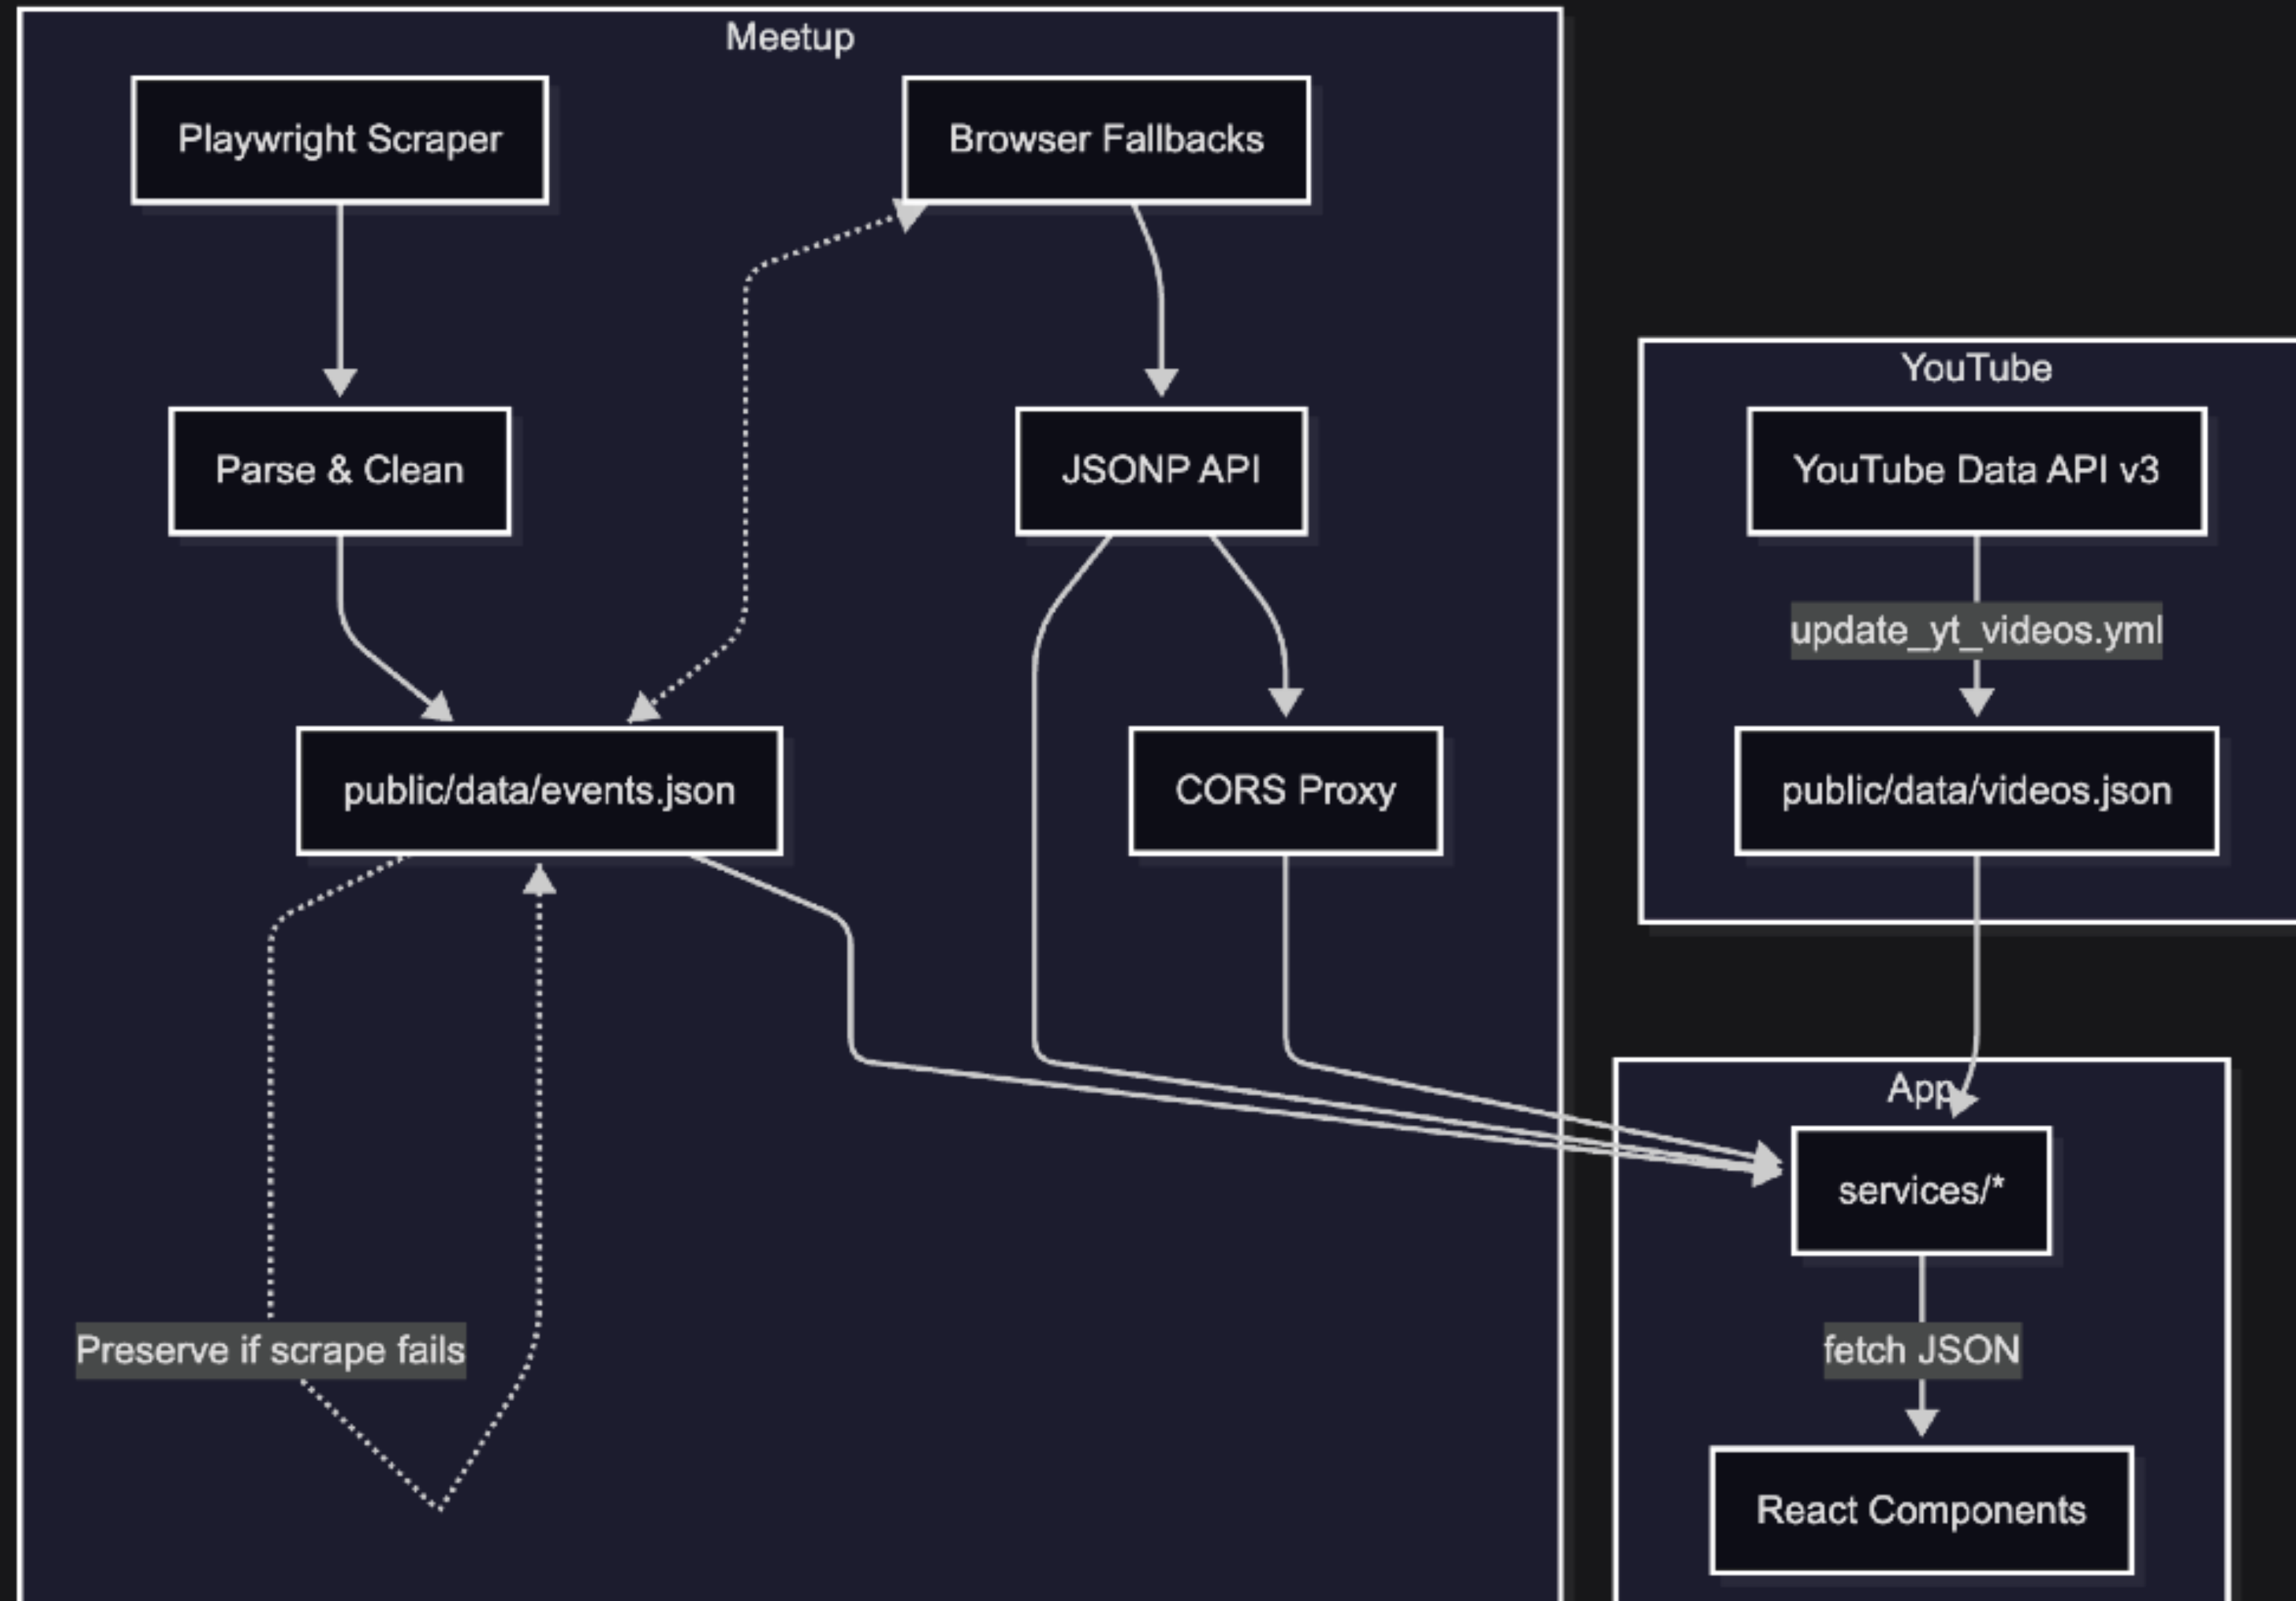 Meetup
Playwright Scraper
Browser Fallbacks
Parse & Clean
JSONP API
public/data/events.json
CORS Proxy
Preserve if scrape fails
YouTube
YouTube Data API v3
update_yt_videos.yml
public/data/videos.json
App
services/*
fetch JSON
React Components